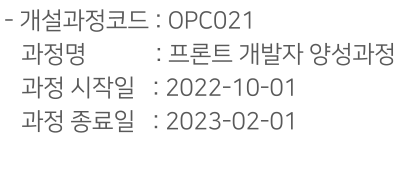 - 개설과정코드 : OPC021
과정명 : 프론트 개발자 양성과정
과정 시작일 : 2022-10-01
과정 종료일 : 2023-02-01